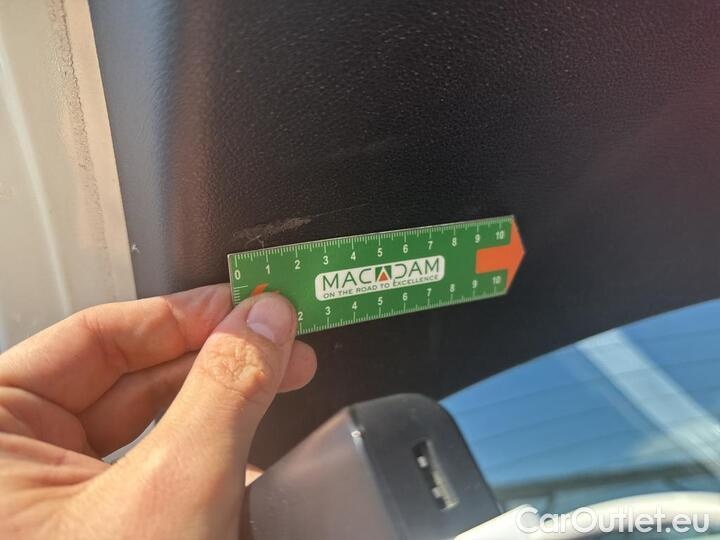 0 1 2 3 4 5 6 7 8 9 10
MACADAM
ON THE ROAD TO EXCELLENCE
2 3 4 5 6 7 8 9 10
CarOutlet.eu